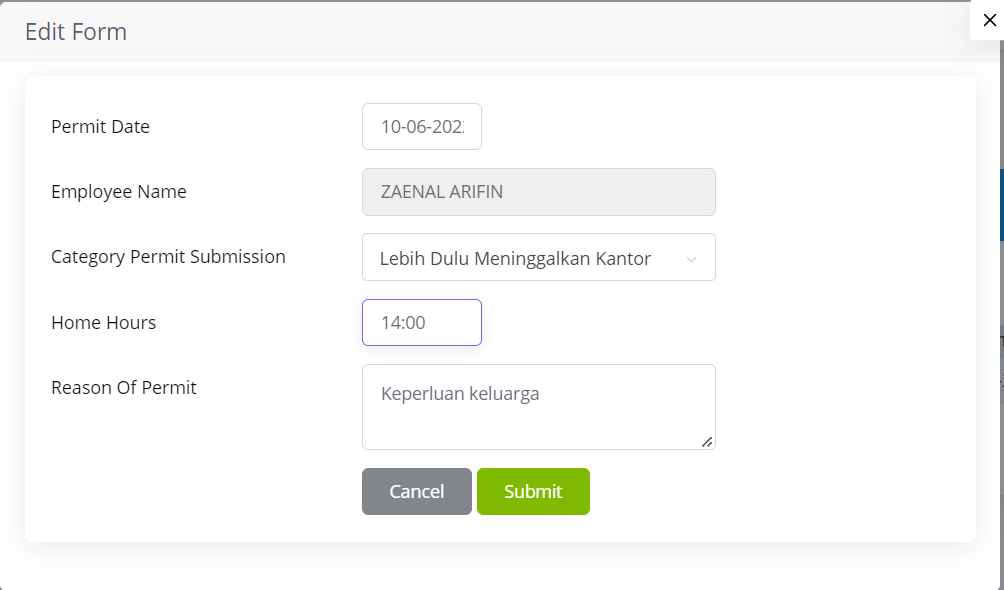 Edit Form
Permit Date
10-06-202
Employee Name
ZAENAL ARIFIN
Category Permit Submission
Lebih Dulu Meninggalkan Kantor
Home Hours
14:00
Reason Of Permit
Keperluan keluarga
Cancel
Submit